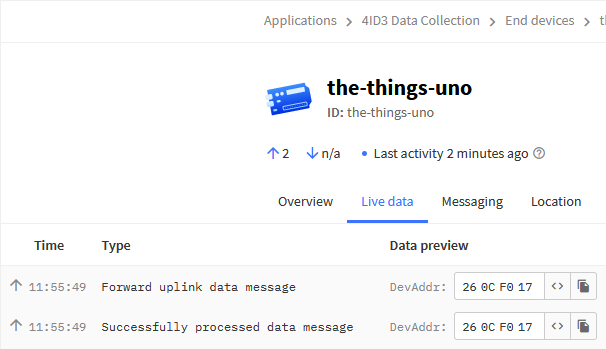 Applications > 4ID3 Data Collection > End devices >
the-things-uno
ID: the-things-uno
↑ 2 ↓ n/a • Last activity 2 minutes ago
Overview Live data Messaging Location
Time Type Data preview
↑ 11:55:49 Forward uplink data message DevAddr: 26 0C F0 17 <>
↑ 11:55:49 Successfully processed data message DevAddr: 26 0C F0 17 <>